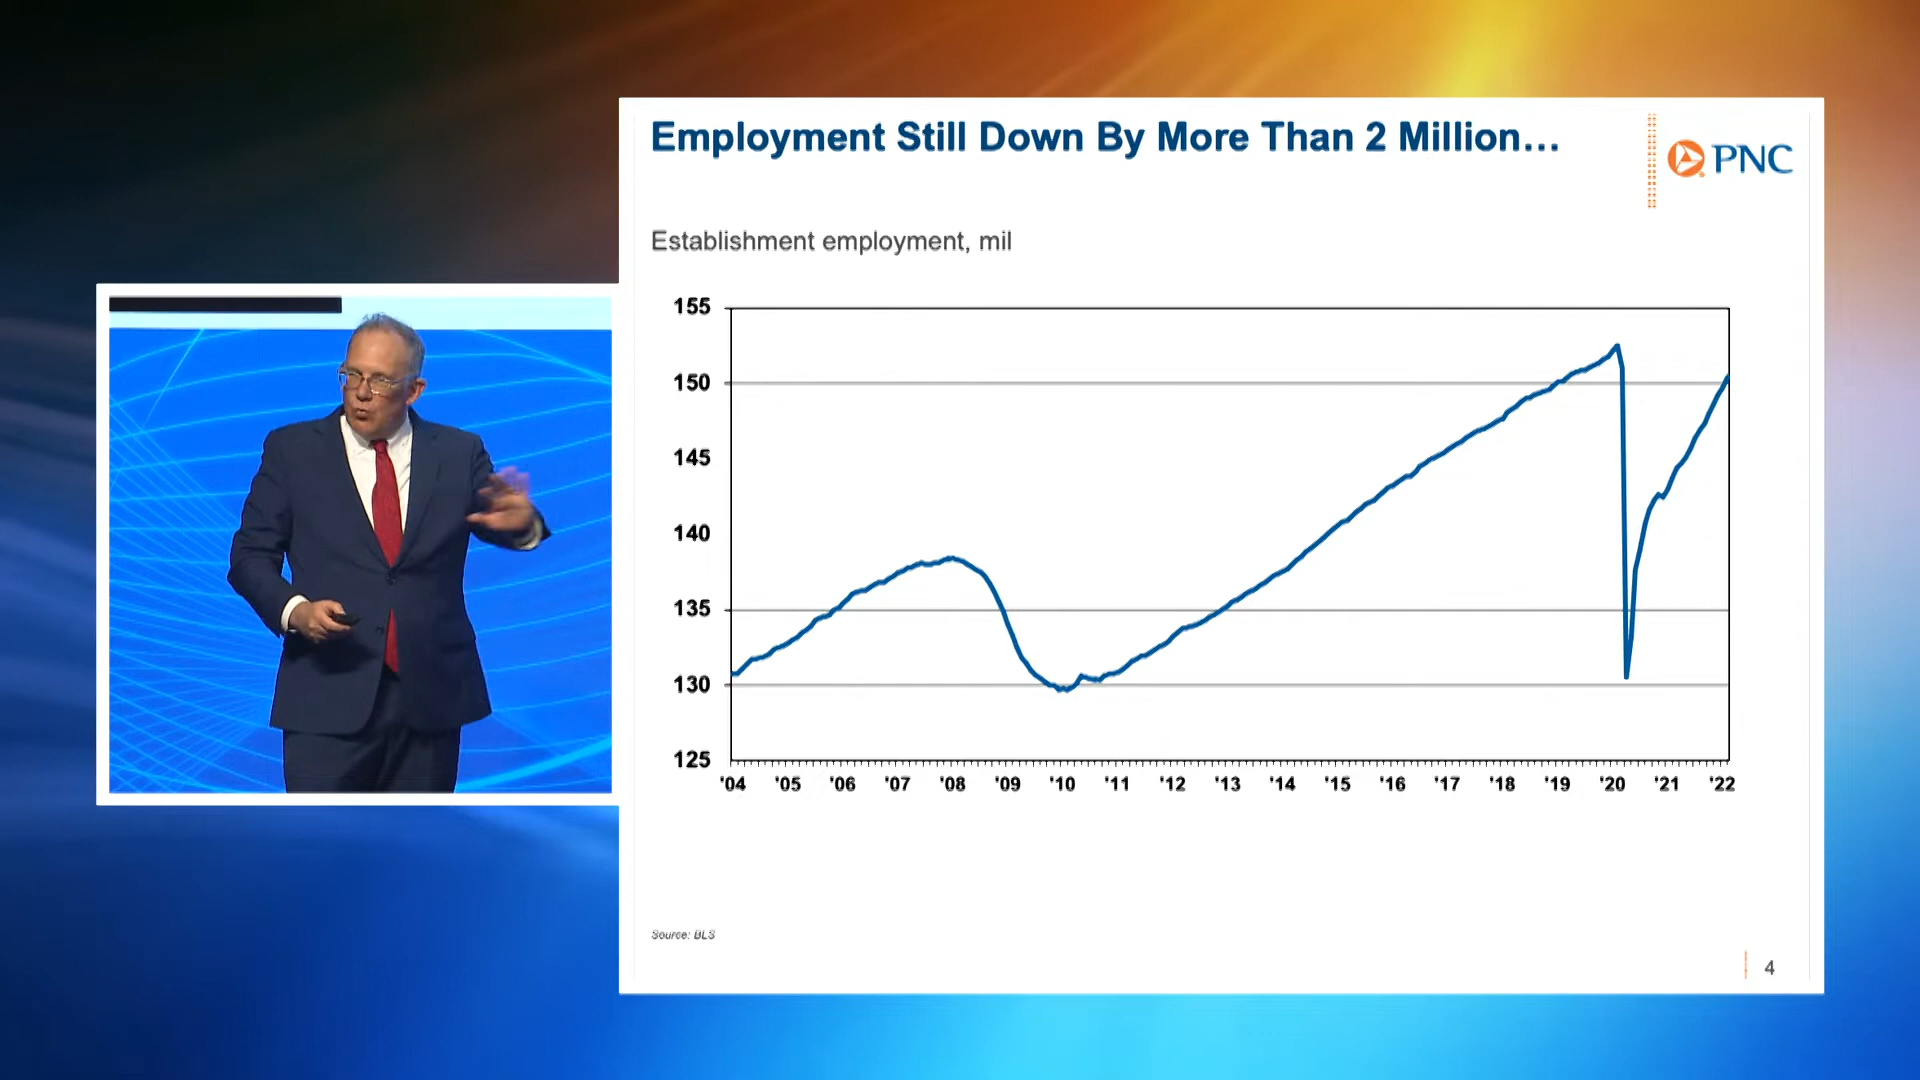 Employment Still Down By More Than 2 Million...
PNC
Establishment employment, mil
155
150
145
140
135
130
125
'04 '05 '06 '07 '08 '09 '10 '11 '12 '13 '14 '15 '16 '17 '18 '19 '20 '21 '22
Source: BLS
4